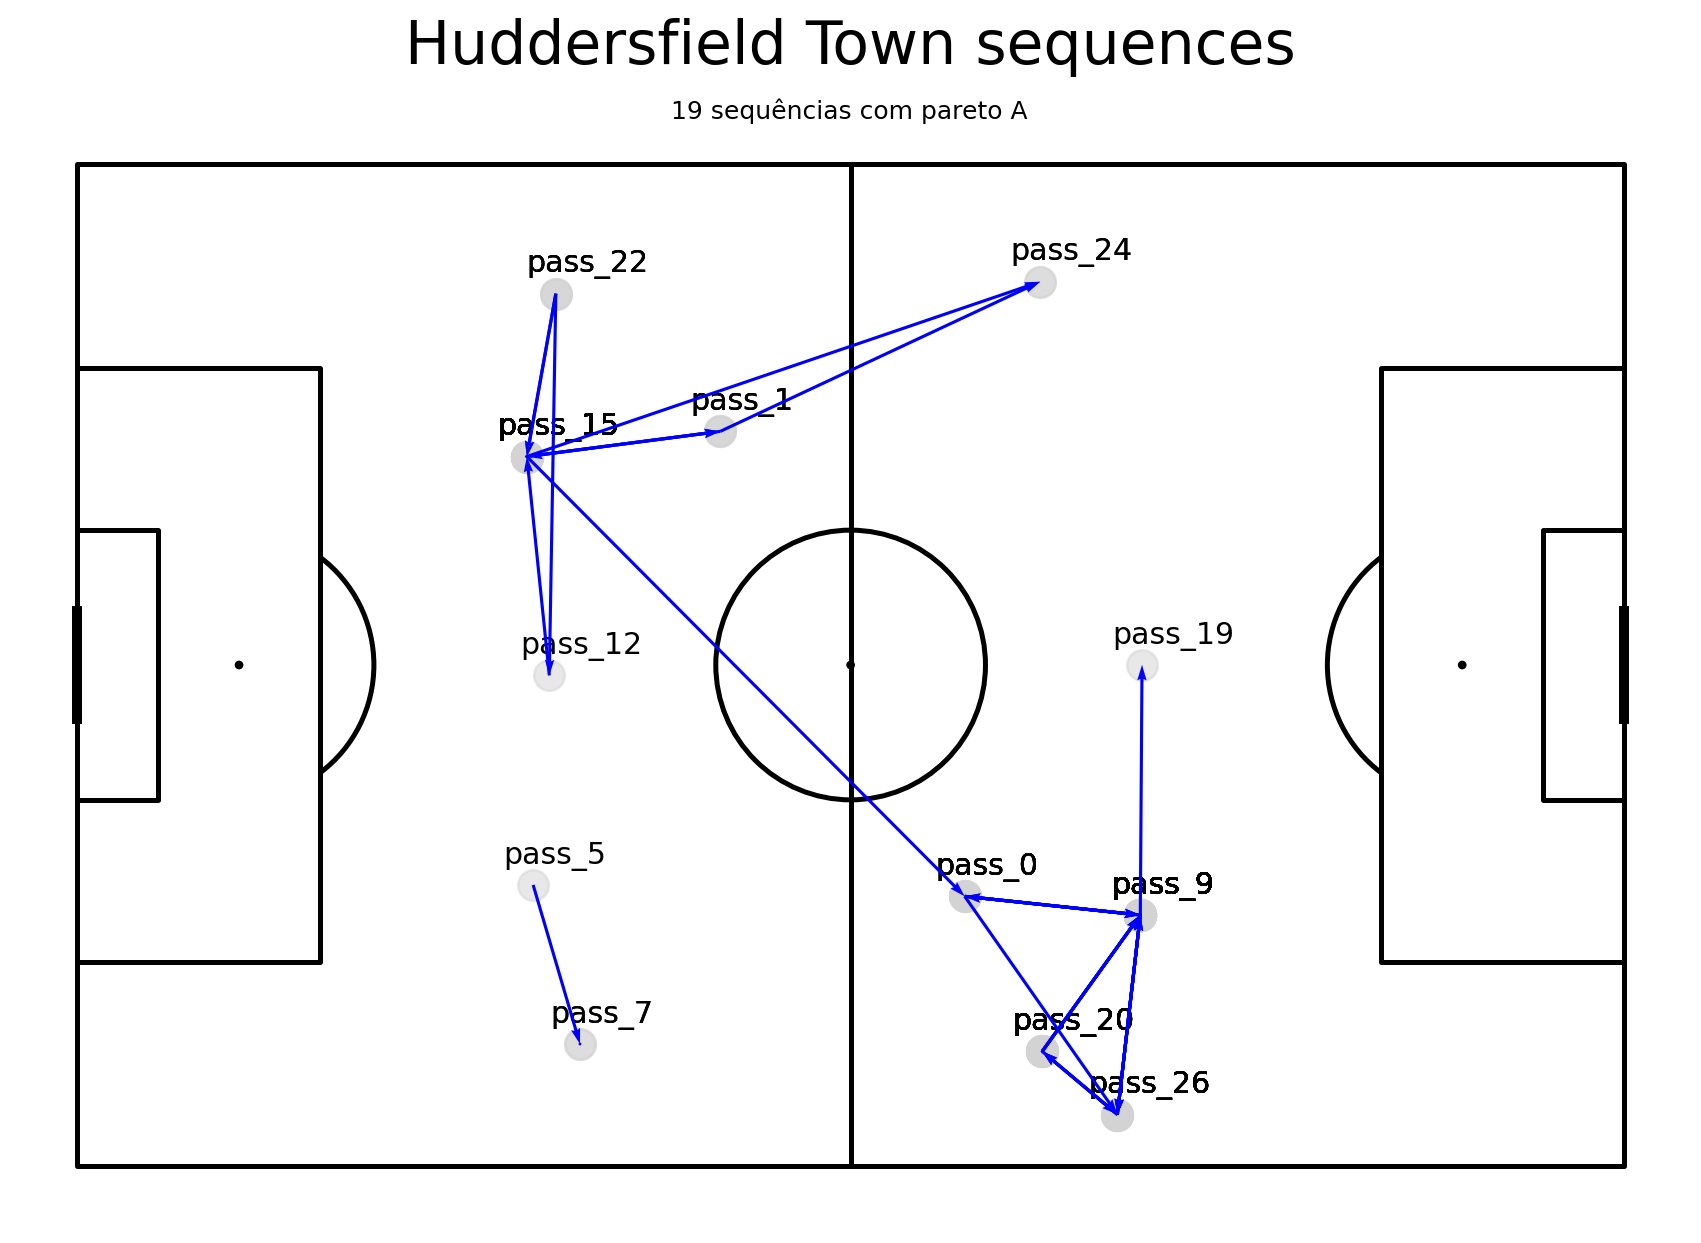 Huddersfield Town sequences
19 sequências com pareto A
pass_24
pass_22
pass_1
pass_15
pass_19
pass_12
pass_5
pass_0
pass_9
pass_7
pass_20
pass_26